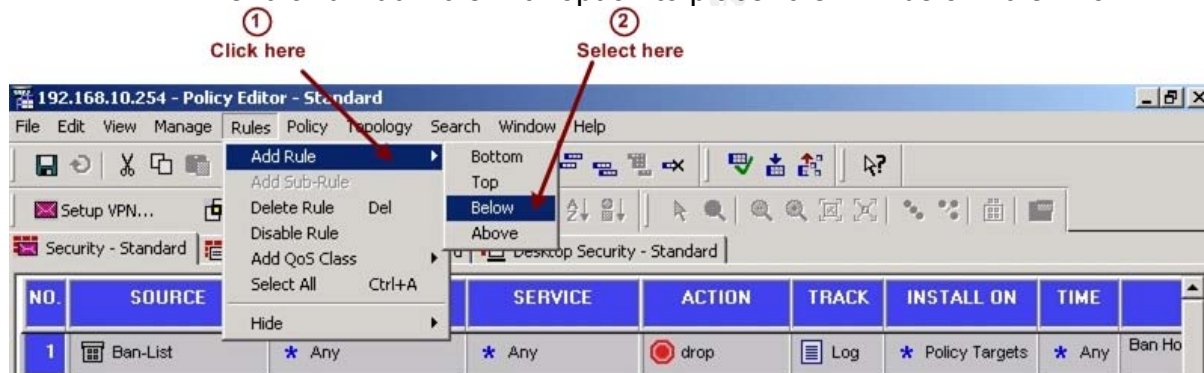 ① ②
Click here Select here
192.168.10.254 - Policy Editor - Standard
File Edit View Manage Rules Policy Topology Search Window Help
Add Rule Bottom
Add Sub-Rule Top
Delete Rule Del Below
Disable Rule Above
Add QoS Class
Select All Ctrl+A
Hide
Setup VPN...
Security - Standard d Desktop Security - Standard
NO. SOURCE SERVICE ACTION TRACK INSTALL ON TIME
1 Ban-List * Any * Any drop Log * Policy Targets * Any Ban Ho